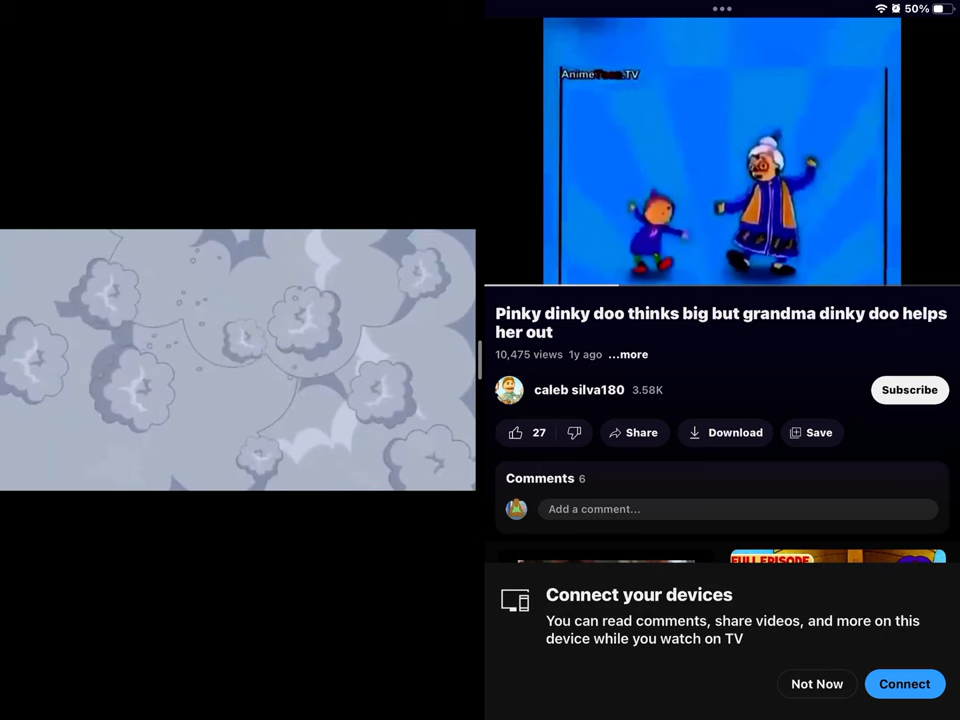 50%
AnimeToon.TV
Pinky dinky doo thinks big but grandma dinky doo helps
her out
10,475 views 1y ago ...more
caleb silva180 3.58K
Subscribe
27
Share
Download
Save
Comments 6
Add a comment...
FULL EPISODE
Connect your devices
You can read comments, share videos, and more on this
device while you watch on TV
Not Now
Connect